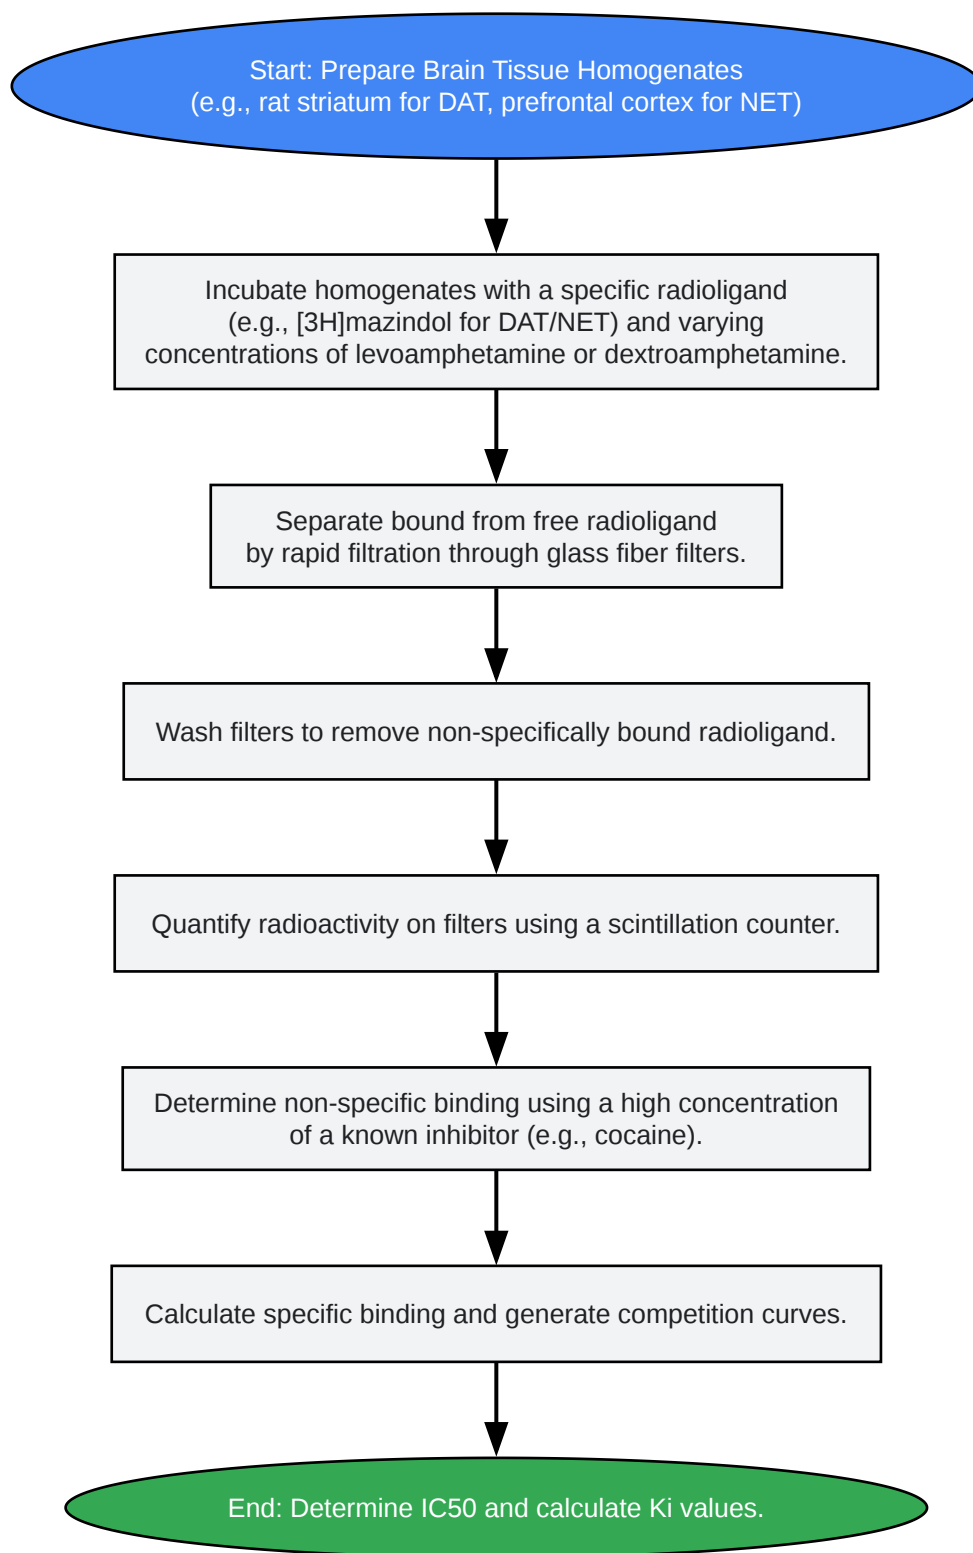 Start: Prepare Brain Tissue Homogenates
(e.g., rat striatum for DAT, prefrontal cortex for NET)
Incubate homogenates with a specific radioligand
(e.g., [3H]mazindol for DAT/NET) and varying
concentrations of levoamphetamine or dextroamphetamine.
Separate bound from free radioligand
by rapid filtration through glass fiber filters.
Wash filters to remove non-specifically bound radioligand.
Quantify radioactivity on filters using a scintillation counter.
Determine non-specific binding using a high concentration
of a known inhibitor (e.g., cocaine).
Calculate specific binding and generate competition curves.
End: Determine IC50 and calculate Ki values.